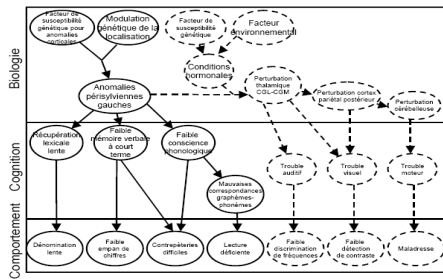 Biologie
Facteur de
susceptibilité
génétique pour
anomalies
corticales
Modulation
génétique de la
localisation
Facteur de
susceptibilité
génétique
Facteur
environnemental
Conditions
hormonales
Anomalies
périsylviennes
gauches
Perturbation
thalamique
CGL-CGM
Perturbation cortex
pariétal postérieur
Perturbation
cérébelleuse
Cognition
Récupération
lexicale
lente
Faible
mémoire verbale
à court
terme
Faible
conscience
phonologique
Mauvaises
correspondances
graphèmes-
phonèmes
Trouble
auditif
Trouble
visuel
Trouble
moteur
Comportement
Dénomination
lente
Faible
empan de
chiffres
Contrepèteries
difficiles
Lecture
déficiente
Faible
discrimination
de fréquences
Faible
détection
de contraste
Maladresse